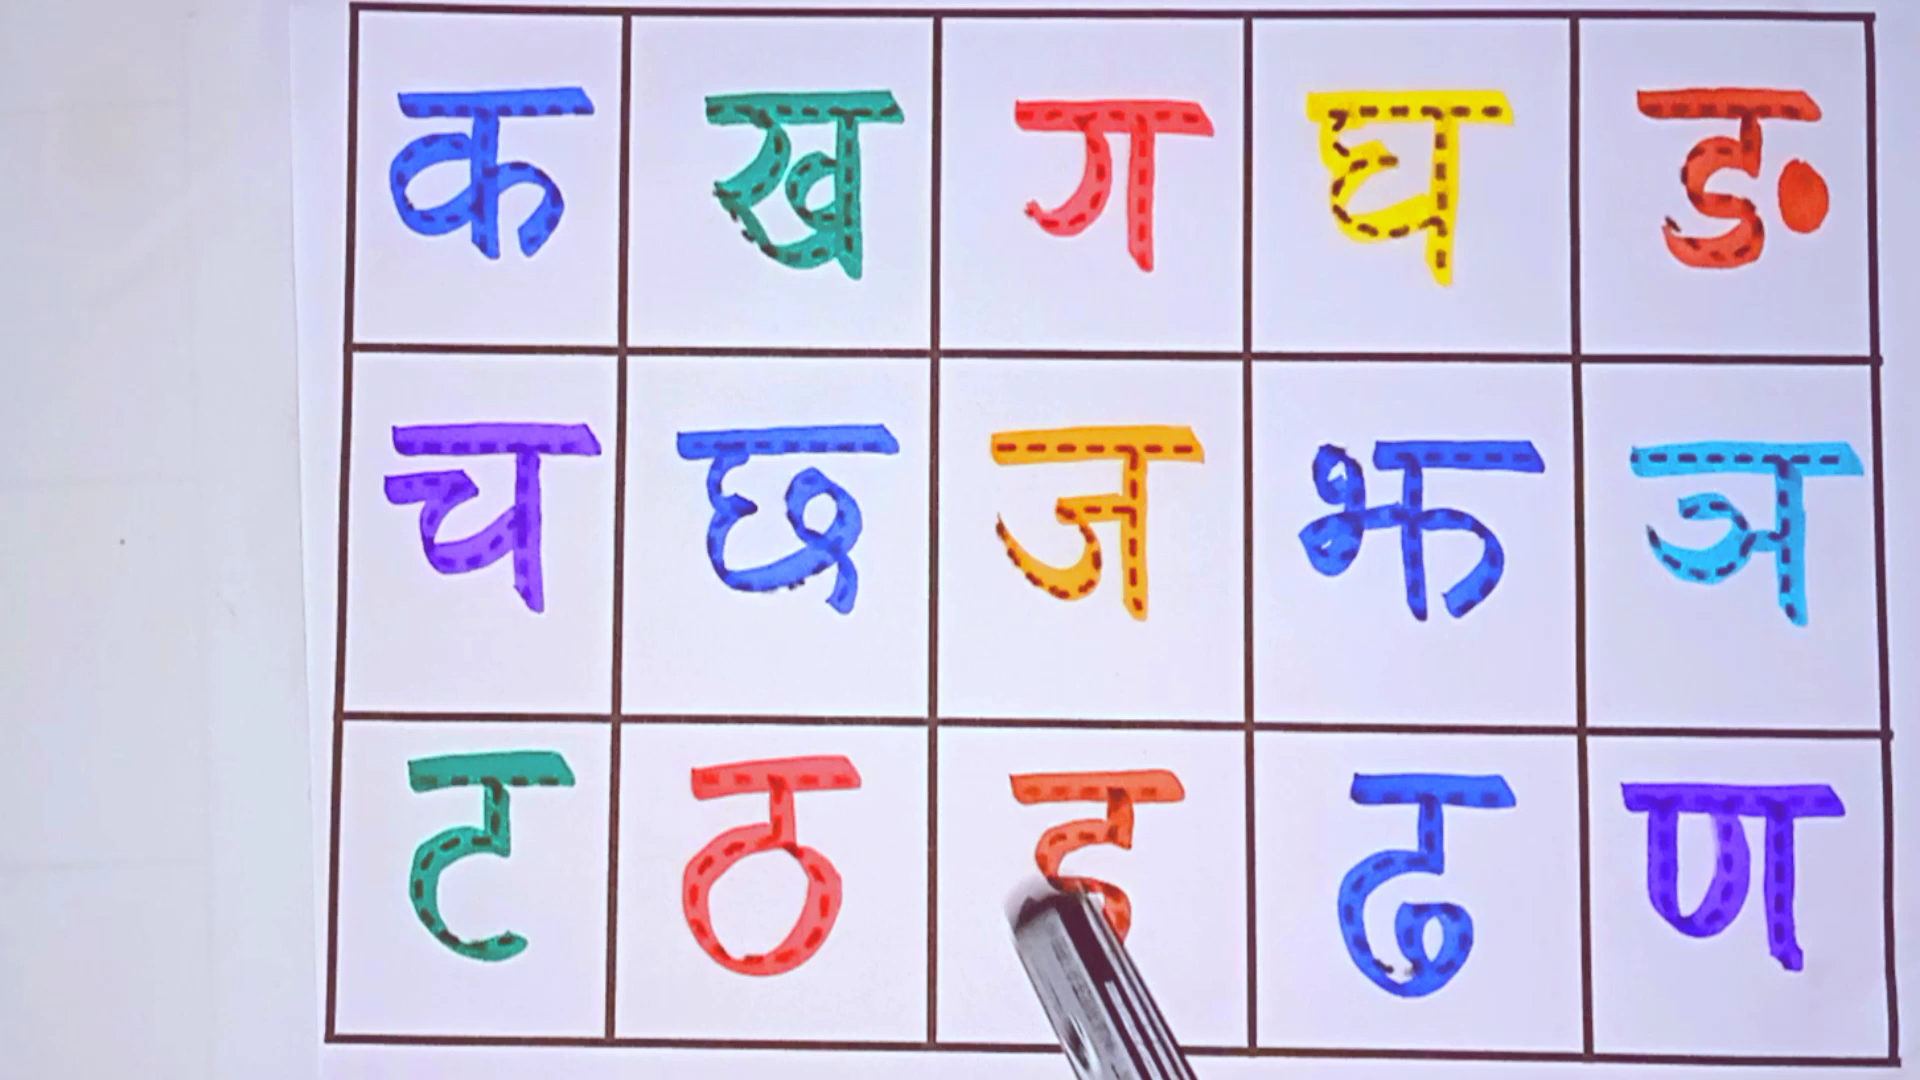 क ख ग घ ङ
च छ ज झ ञ
ट ठ ड ढ ण